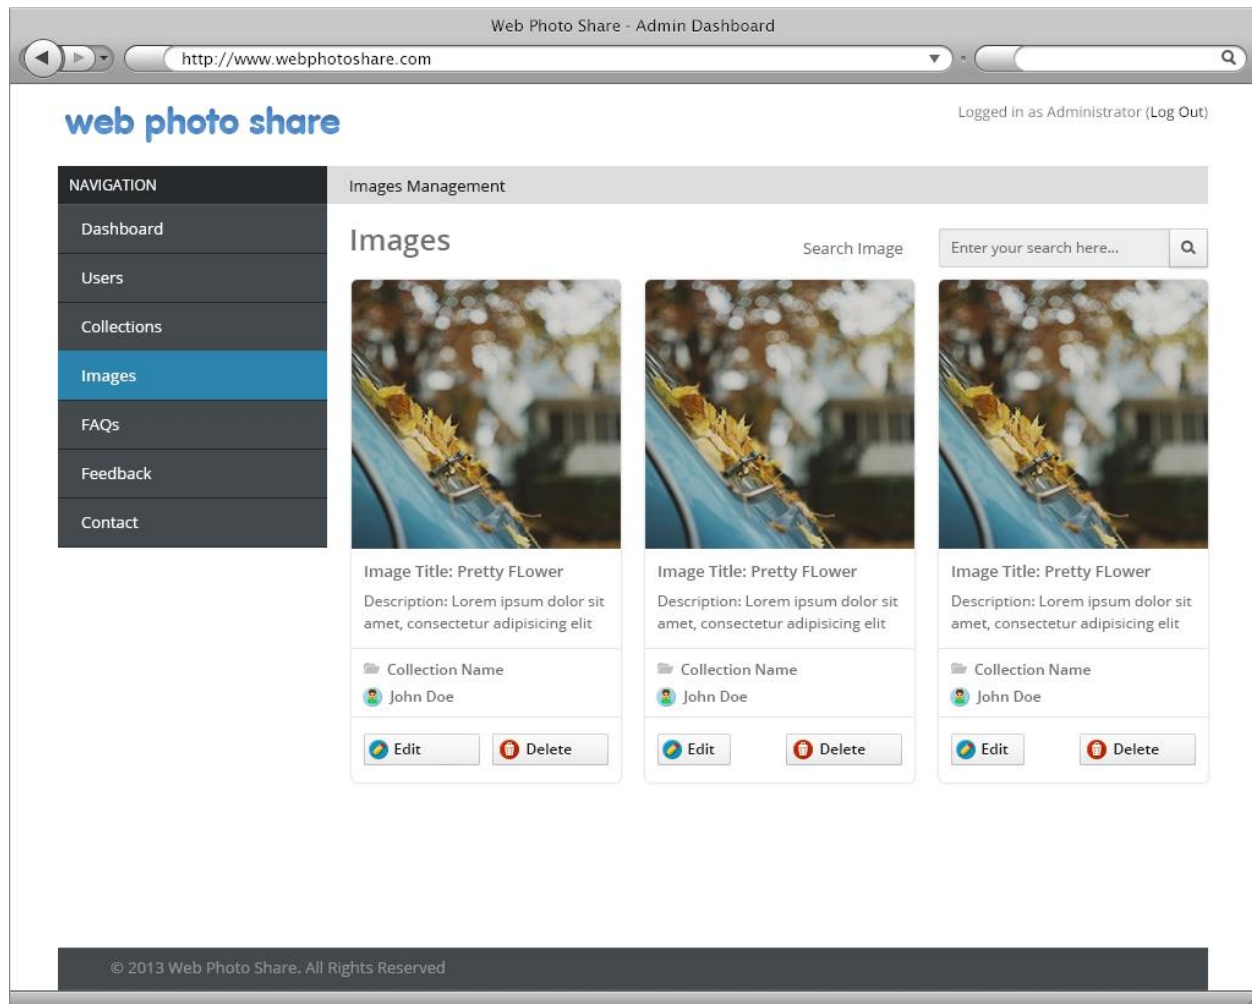 Web Photo Share - Admin Dashboard
http://www.webphotoshare.com
web photo share
Logged in as Administrator (Log Out)
NAVIGATION
Dashboard
Users
Collections
Images
FAQs
Feedback
Contact
Images Management
Images
Search Image
Enter your search here...
Image Title: Pretty FLower
Description: Lorem ipsum dolor sit
amet, consectetur adipisicing elit
Collection Name
John Doe
Edit
Delete
Image Title: Pretty FLower
Description: Lorem ipsum dolor sit
amet, consectetur adipisicing elit
Collection Name
John Doe
Edit
Delete
Image Title: Pretty FLower
Description: Lorem ipsum dolor sit
amet, consectetur adipisicing elit
Collection Name
John Doe
Edit
Delete
© 2013 Web Photo Share. All Rights Reserved